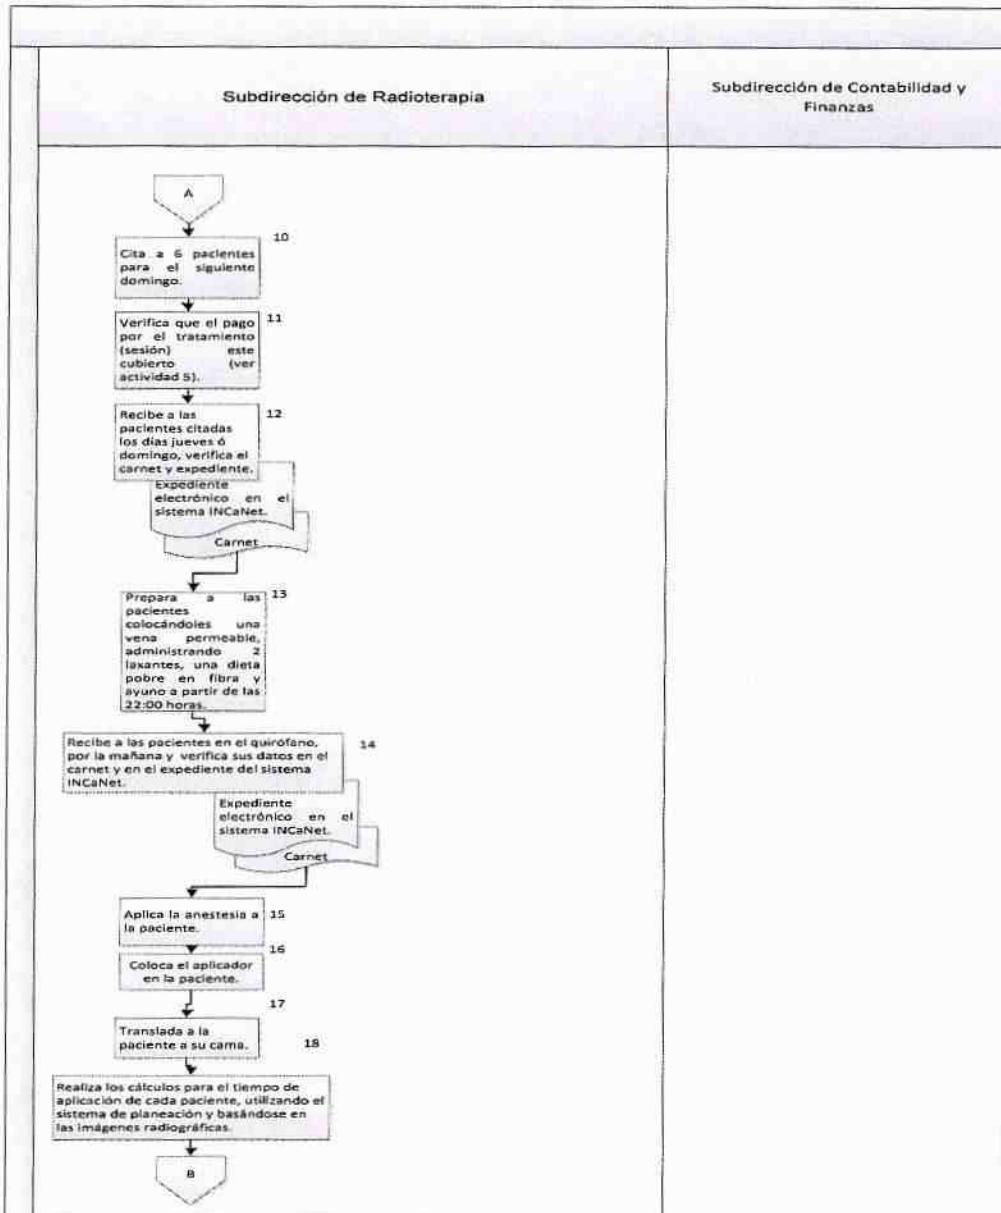 Subdirección de Radioterapia
Subdirección de Contabilidad y
Finanzas
A
10
Cita a 6 pacientes
para el siguiente
domingo.
11
Verifica que el pago
por el tratamiento
(sesión) este
cubierto (ver
actividad 5).
12
Recibe a las
pacientes citadas
los días jueves ó
domingo, verifica el
carnet y expediente.
Expediente
electrónico en el
sistema INCaNet.
Carnet
13
Prepara a las
pacientes
colocándoles una
vena permeable,
administrando 2
laxantes, una dieta
pobre en fibra y
ayuno a partir de las
22:00 horas.
Recibe a las pacientes en el quirófano,
por la mañana y verifica sus datos en el
carnet y en el expediente del sistema
INCaNet.
14
Expediente
electrónico en el
sistema INCaNet.
Carnet
Aplica la anestesia a
la paciente.
15
16
Coloca el aplicador
en la paciente.
17
Translada a la
paciente a su cama.
18
Realiza los cálculos para el tiempo de
aplicación de cada paciente, utilizando el
sistema de planeación y basándose en
las imágenes radiográficas.
B